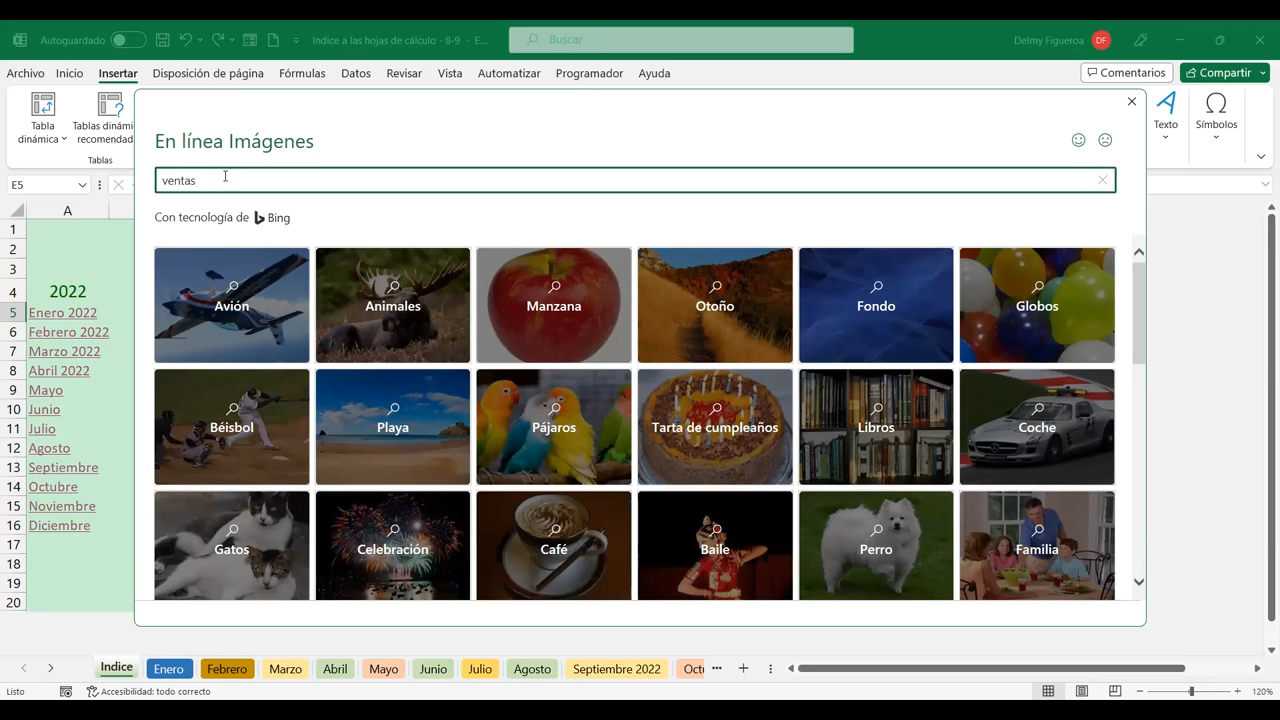 Autoguardado
Indice a las hojas de cálculo - 8-9 - E...
Buscar
Delmy Figueroa DF
Archivo Inicio Insertar Disposición de página Fórmulas Datos Revisar Vista Automatizar Programador Ayuda
Comentarios Compartir
Tabla dinámica
Tablas dinámi recomendad
Tablas
Texto
Símbolos
En línea Imágenes
ventas
Con tecnología de Bing
E5
A
1
2
3
4 2022
5 Enero 2022
6 Febrero 2022
7 Marzo 2022
8 Abril 2022
9 Mayo
10 Junio
11 Julio
12 Agosto
13 Septiembre
14 Octubre
15 Noviembre
16 Diciembre
17
18
19
20
Avión Animales Manzana Otoño Fondo Globos
Béisbol Playa Pájaros Tarta de cumpleaños Libros Coche
Gatos Celebración Café Baile Perro Familia
Indice Enero Febrero Marzo Abril Mayo Junio Julio Agosto Septiembre 2022 Octu ...
Listo Accesibilidad: todo correcto 120%